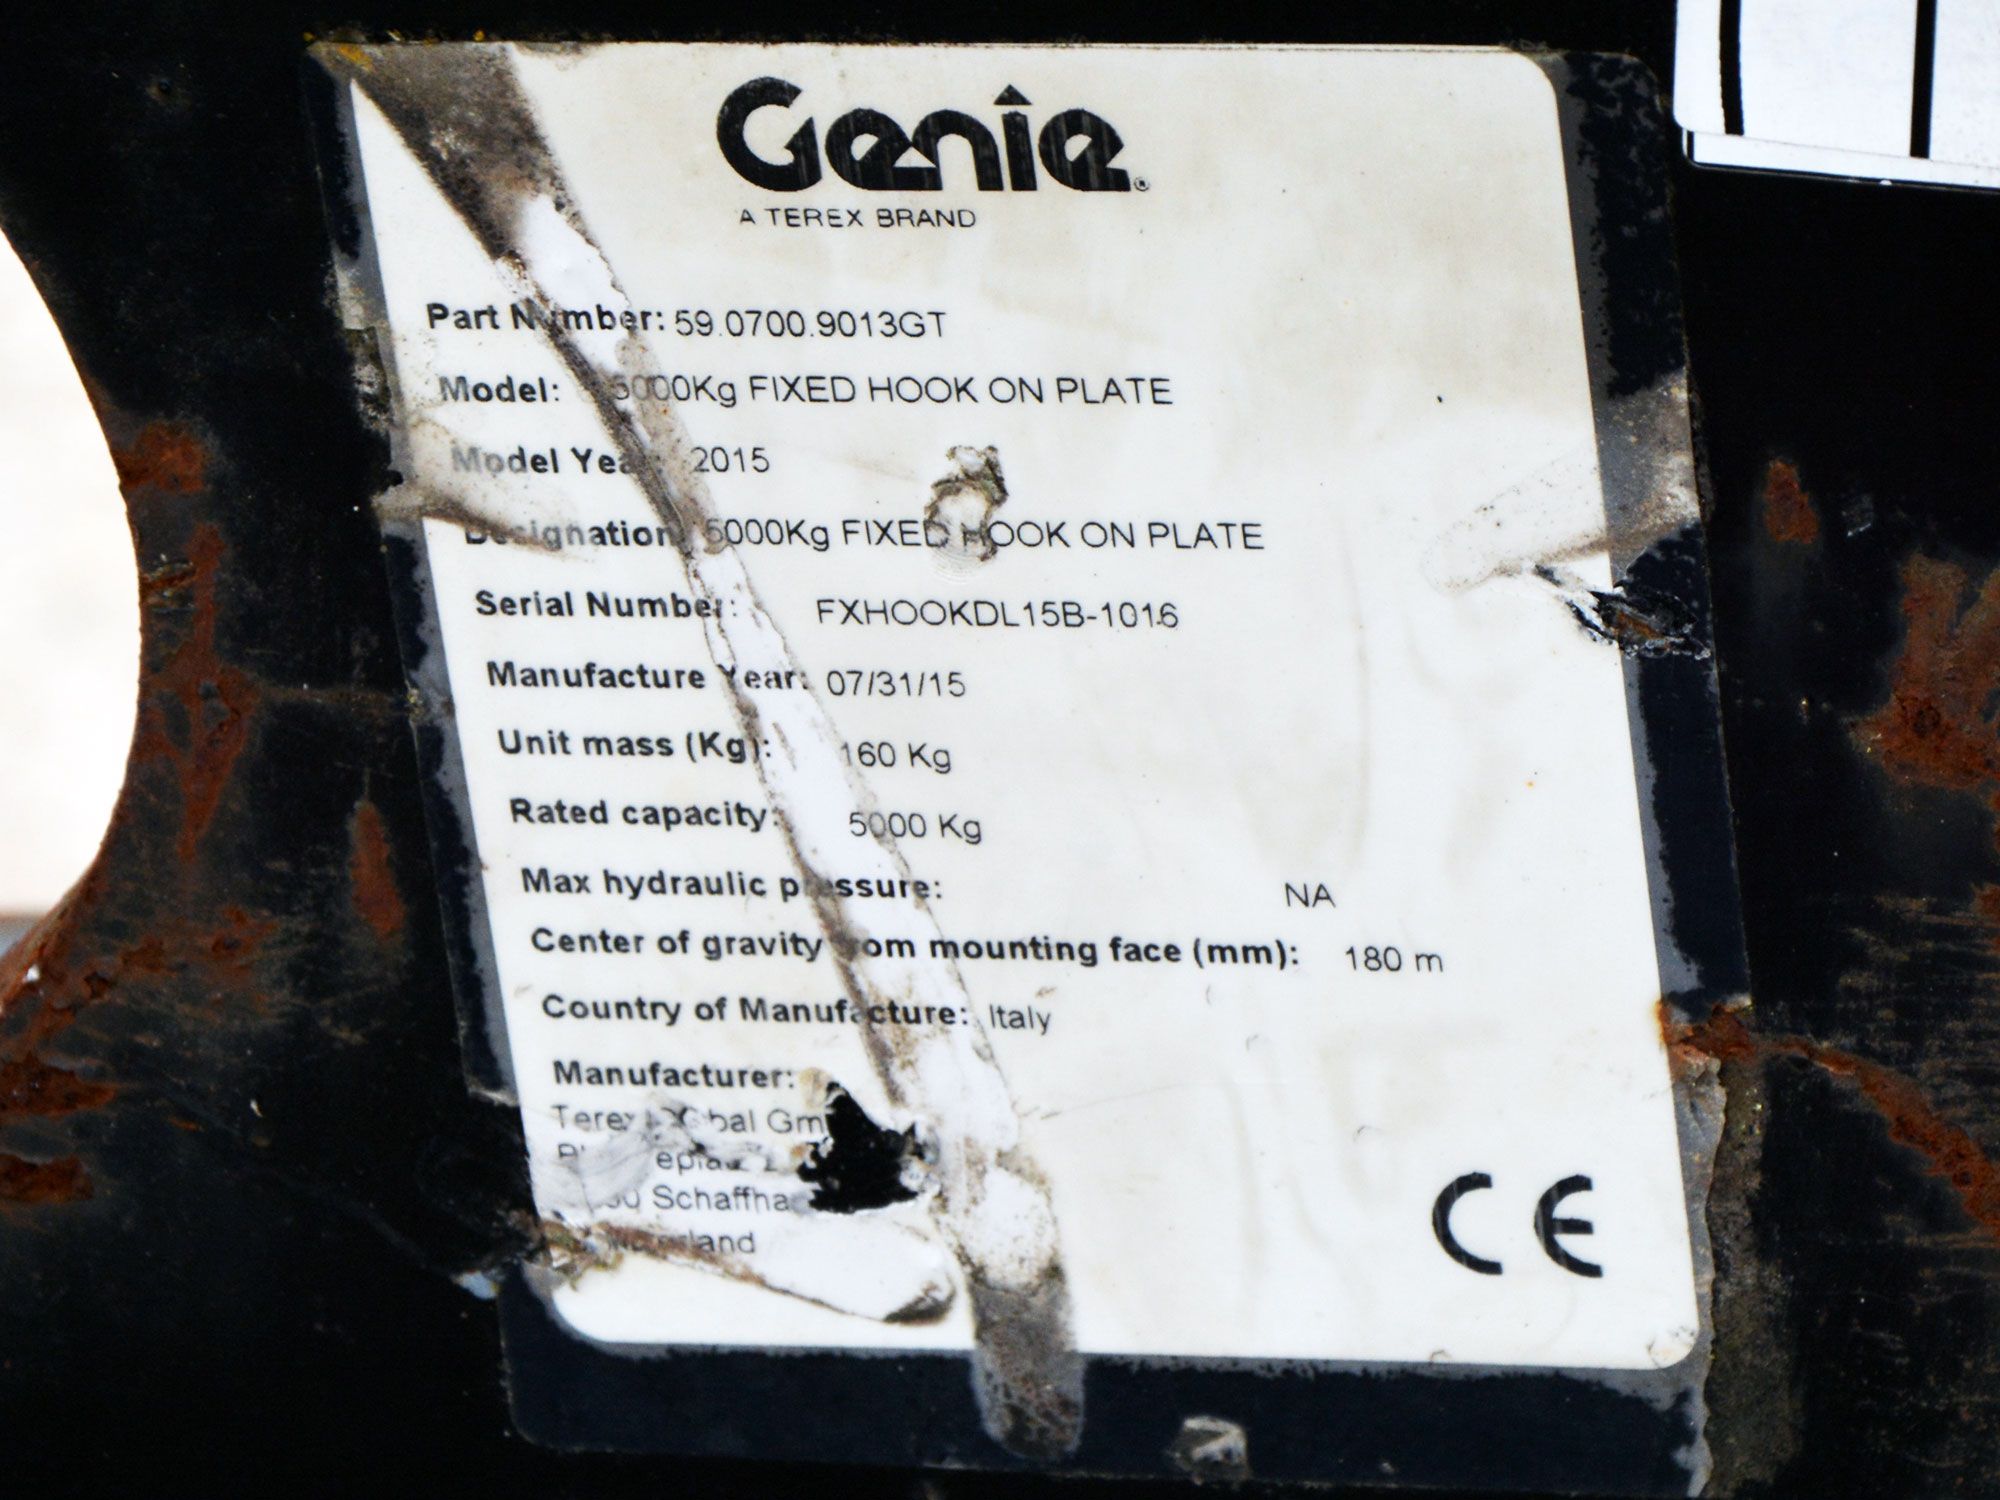 Genie
A TEREX BRAND
Part Number: 59.0700.9013GT
Model: 5000Kg FIXED HOOK ON PLATE
Model Year: 2015
Designation: 5000Kg FIXED HOOK ON PLATE
Serial Number: FXHOOKDL15B-1016
Manufacture Year: 07/31/15
Unit mass (Kg): 160 Kg
Rated capacity: 5000 Kg
Max hydraulic pressure: NA
Center of gravity from mounting face (mm): 180 m
Country of Manufacture: Italy
Manufacturer:
Terex Global
CE